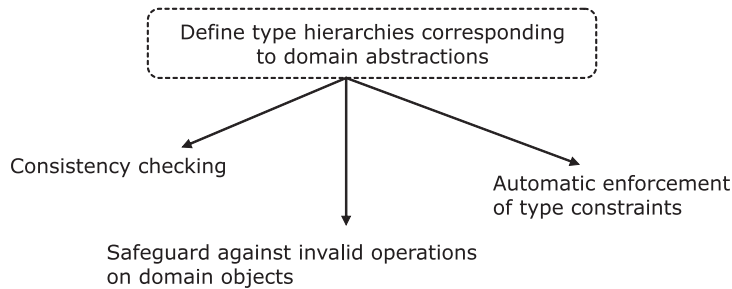 Define type hierarchies corresponding
to domain abstractions
Consistency checking
Automatic enforcement
of type constraints
Safeguard against invalid operations
on domain objects